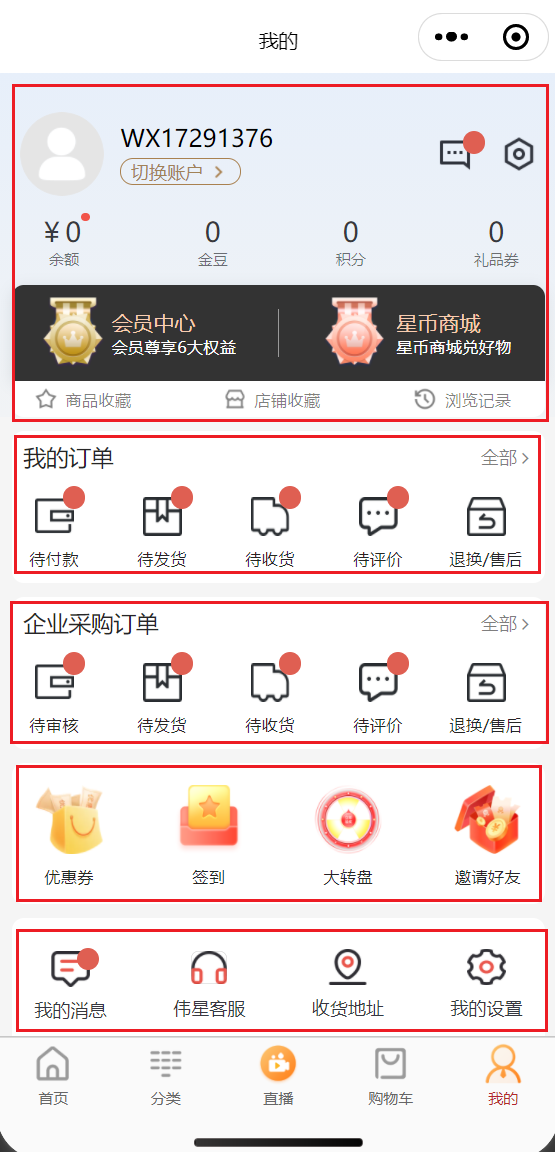 我的
WX17291376
切换账户
¥0 0 0 0
余额 金豆 积分 礼品券
会员中心 星币商城
会员尊享6大权益 星币商城兑好物
商品收藏 店铺收藏 浏览记录
我的订单 全部
待付款 待发货 待收货 待评价 退换/售后
企业采购订单 全部
待审核 待发货 待收货 待评价 退换/售后
优惠券 签到 大转盘 邀请好友
我的消息 伟星客服 收货地址 我的设置
首页 分类 直播 购物车 我的